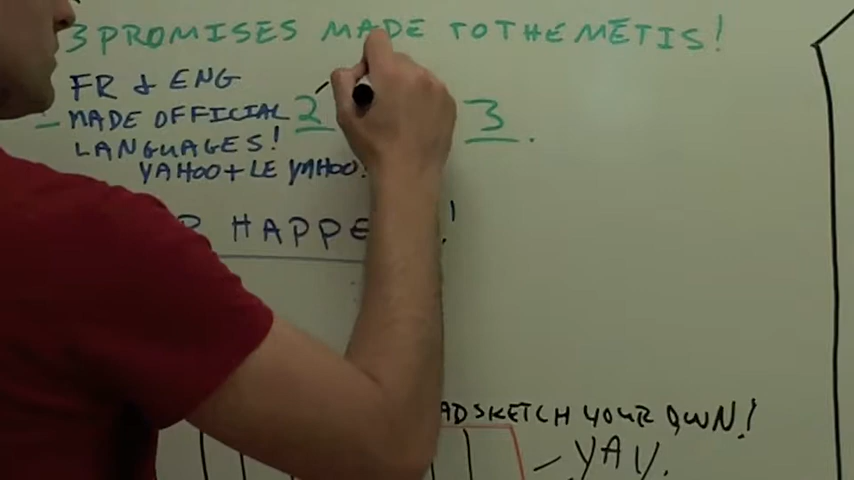 3 PROMISES MADE TO THE METIS!
FR & ENG
MADE OFFICIAL
LANGUAGES!
YAHOO + LE YAHOO!
2
3.
HAPPE !
SKETCH YOUR OWN!
YAY.